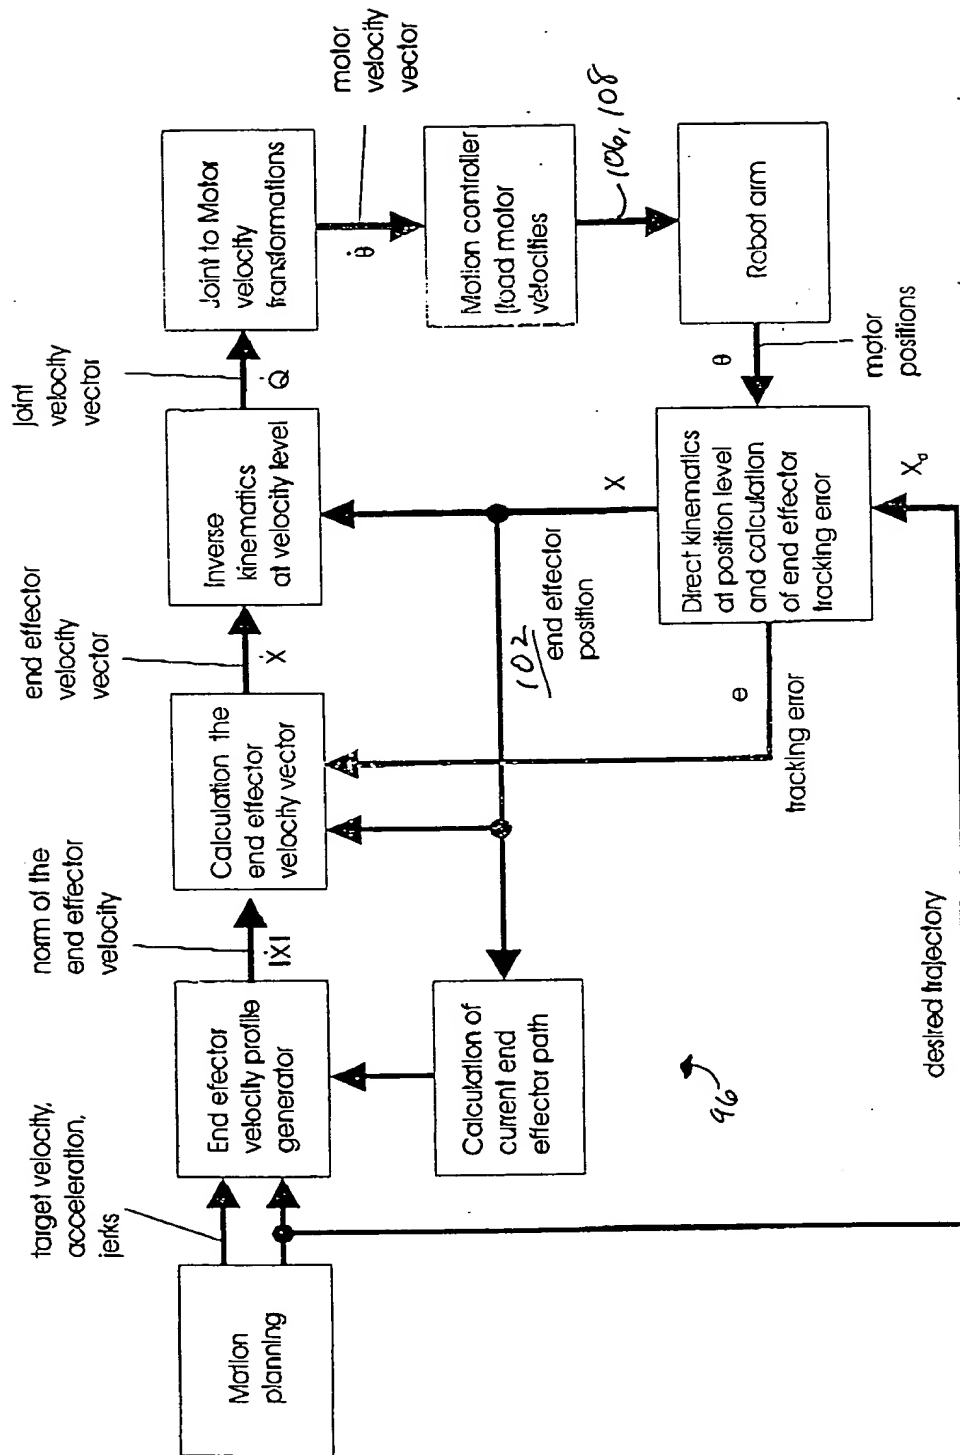 target velocity,
acceleration,
jerks
norm of the
end effector
velocity
end effector
velocity
vector
joint
velocity
vector
Motion
planning
End efector
velocity profile
generator
|Ẋ|
Calculation the
end effector
velocity vector
Ẋ
Inverse
kinematics
at velocity level
Q̇
Joint to Motor
velocity
transformations
motor
velocity
vector
θ̇
Calculation of
current end
effector path
102
end effector
position
X
Motion controller
(load motor
velocities
106, 108
e
tracking error
Direct kinematics
at position level
and calculation
of end effector
tracking error
θ
motor
positions
Robot arm
96
desired trajectory
Xd